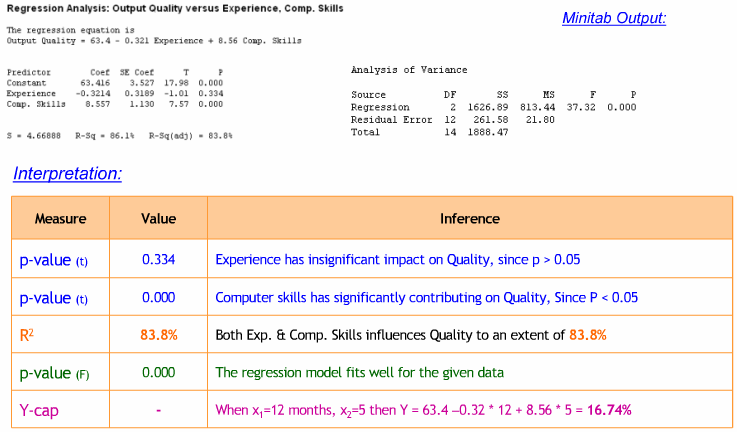 Regression Analysis: Output Quality versus Experience, Comp. Skills
Minitab Output:
The regression equation is
Output Quality = 63.4 - 0.321 Experience + 8.56 Comp. Skills
Predictor Coef SE Coef T P
Constant 63.416 3.527 17.98 0.000
Experience -0.3214 0.3189 -1.01 0.334
Comp. Skills 8.557 1.130 7.57 0.000
S = 4.66888 R-Sq = 86.1% R-Sq(adj) = 83.8%
Analysis of Variance
Source DF SS MS F P
Regression 2 1626.89 813.44 37.32 0.000
Residual Error 12 261.58 21.80
Total 14 1888.47
Interpretation:
Measure Value Inference
p-value (t) 0.334 Experience has insignificant impact on Quality, since p > 0.05
p-value (t) 0.000 Computer skills has significantly contributing on Quality, Since P < 0.05
R² 83.8% Both Exp. & Comp. Skills influences Quality to an extent of 83.8%
p-value (F) 0.000 The regression model fits well for the given data
Y-cap - When x₁=12 months, x₂=5 then Y = 63.4 –0.32 * 12 + 8.56 * 5 = 16.74%